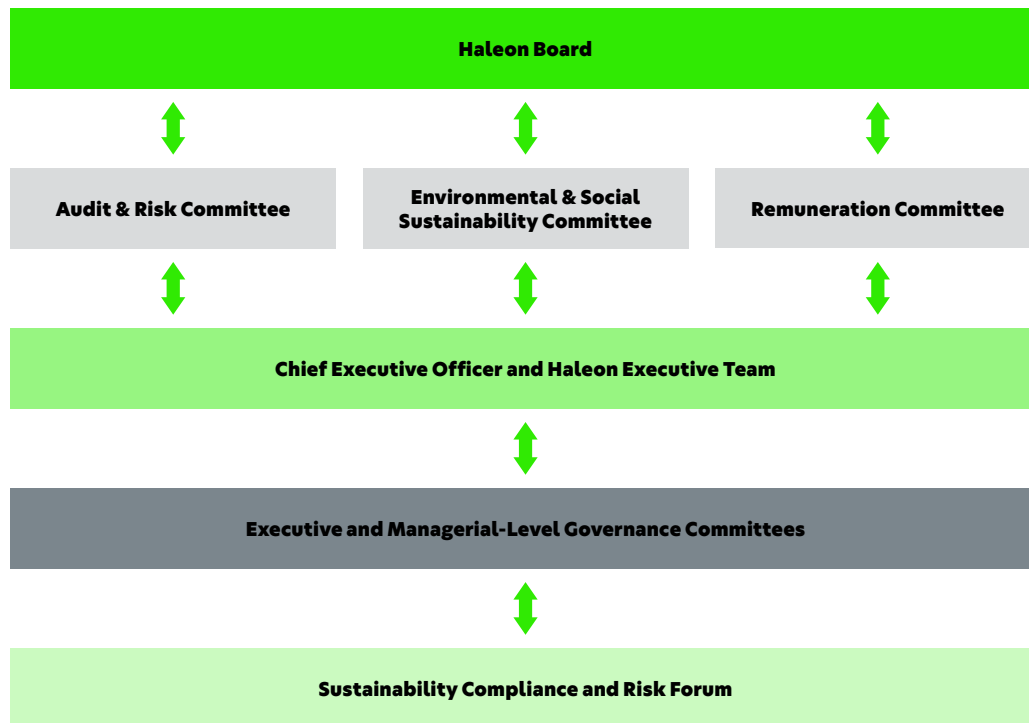 Haleon Board
Audit & Risk Committee
Environmental & Social
Sustainability Committee
Remuneration Committee
Chief Executive Officer and Haleon Executive Team
Executive and Managerial-Level Governance Committees
Sustainability Compliance and Risk Forum